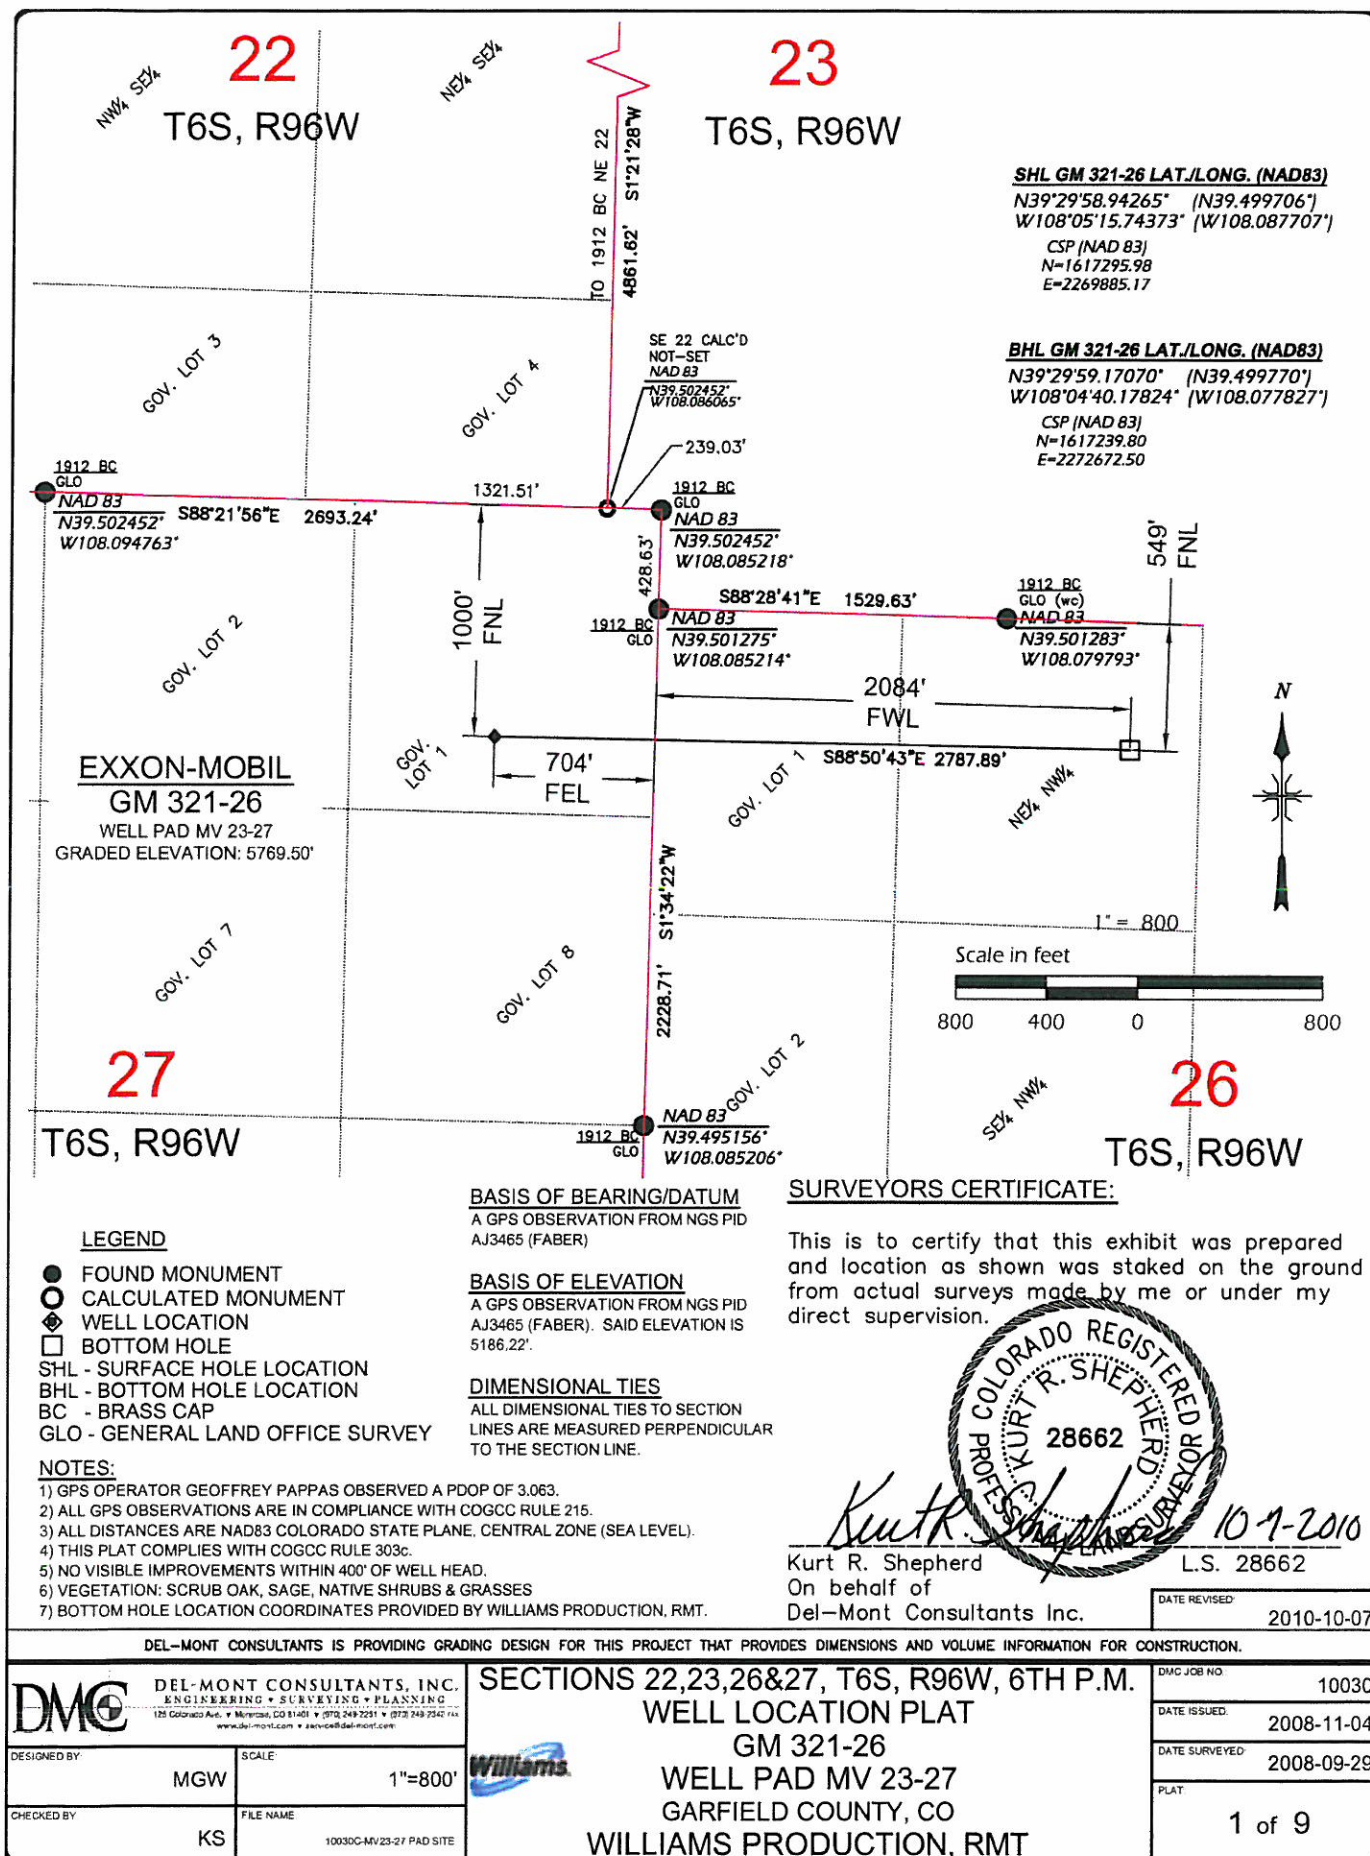 22
T6S, R96W
23
T6S, R96W
NW¼ SE¼
NE¼ SE¼
TO 1912 BC NE 22
4861.62' S1°21'28"W
SHL GM 321-26 LAT./LONG. (NAD83)
N39°29'58.94265" (N39.499706°)
W108°05'15.74373" (W108.087707°)
CSP (NAD 83)
N=1617295.98
E=2269885.17
BHL GM 321-26 LAT./LONG. (NAD83)
N39°29'59.17070" (N39.499770°)
W108°04'40.17824" (W108.077827°)
CSP (NAD 83)
N=1617239.80
E=2272672.50
GOV. LOT 3
GOV. LOT 4
SE 22 CALC'D
NOT-SET
NAD 83
N39.502452°
W108.086065°
239.03'
1912 BC
GLO
NAD 83
N39.502452°
W108.094763°
S88°21'56"E 2693.24'
1321.51'
1912 BC
GLO
NAD 83
N39.502452°
W108.085218°
428.63'
1000'
FNL
549'
FNL
S88°28'41"E 1529.63'
1912 BC
GLO (wc)
NAD 83
N39.501283°
W108.079793°
1912 BC
GLO
NAD 83
N39.501275°
W108.085214°
GOV. LOT 2
2084'
FWL
N
S88°50'43"E 2787.89'
GOV.
LOT 1
704'
FEL
GOV. LOT 1
NE¼ NW¼
EXXON-MOBIL
GM 321-26
WELL PAD MV 23-27
GRADED ELEVATION: 5769.50'
2228.71' S1°34'22"W
1" = 800
Scale in feet
800 400 0 800
GOV. LOT 7
GOV. LOT 8
GOV. LOT 2
SE¼ NW¼
27
T6S, R96W
26
T6S, R96W
1912 BC
GLO
NAD 83
N39.495156°
W108.085206°
LEGEND
FOUND MONUMENT
CALCULATED MONUMENT
WELL LOCATION
BOTTOM HOLE
SHL - SURFACE HOLE LOCATION
BHL - BOTTOM HOLE LOCATION
BC - BRASS CAP
GLO - GENERAL LAND OFFICE SURVEY
BASIS OF BEARING/DATUM
A GPS OBSERVATION FROM NGS PID
AJ3465 (FABER)
BASIS OF ELEVATION
A GPS OBSERVATION FROM NGS PID
AJ3465 (FABER). SAID ELEVATION IS
5186.22'.
DIMENSIONAL TIES
ALL DIMENSIONAL TIES TO SECTION
LINES ARE MEASURED PERPENDICULAR
TO THE SECTION LINE.
SURVEYORS CERTIFICATE:
This is to certify that this exhibit was prepared
and location as shown was staked on the ground
from actual surveys made by me or under my
direct supervision.
COLORADO REGISTERED
PROFESSIONAL LAND SURVEYOR
KURT R. SHEPHERD
28662
Kurt R. Shepherd 10-7-2010
Kurt R. Shepherd L.S. 28662
On behalf of
Del-Mont Consultants Inc.
NOTES:
1) GPS OPERATOR GEOFFREY PAPPAS OBSERVED A PDOP OF 3.063.
2) ALL GPS OBSERVATIONS ARE IN COMPLIANCE WITH COGCC RULE 215.
3) ALL DISTANCES ARE NAD83 COLORADO STATE PLANE, CENTRAL ZONE (SEA LEVEL).
4) THIS PLAT COMPLIES WITH COGCC RULE 303c.
5) NO VISIBLE IMPROVEMENTS WITHIN 400' OF WELL HEAD.
6) VEGETATION: SCRUB OAK, SAGE, NATIVE SHRUBS & GRASSES
7) BOTTOM HOLE LOCATION COORDINATES PROVIDED BY WILLIAMS PRODUCTION, RMT.
DATE REVISED:
2010-10-07
DEL-MONT CONSULTANTS IS PROVIDING GRADING DESIGN FOR THIS PROJECT THAT PROVIDES DIMENSIONS AND VOLUME INFORMATION FOR CONSTRUCTION.
DMC
DEL-MONT CONSULTANTS, INC.
ENGINEERING ▾ SURVEYING ▾ PLANNING
125 Colorado Ave. ▾ Montrose, CO 81401 ▾ (970) 249-2251 ▾ (970) 249-2342 FAX
www.del-mont.com ▾ service@del-mont.com
DESIGNED BY:
MGW
SCALE:
1"=800'
CHECKED BY
KS
FILE NAME
10030C-MV23-27 PAD SITE
Williams
SECTIONS 22,23,26&27, T6S, R96W, 6TH P.M.
WELL LOCATION PLAT
GM 321-26
WELL PAD MV 23-27
GARFIELD COUNTY, CO
WILLIAMS PRODUCTION, RMT
DMC JOB NO.
10030
DATE ISSUED:
2008-11-04
DATE SURVEYED:
2008-09-29
PLAT:
1 of 9